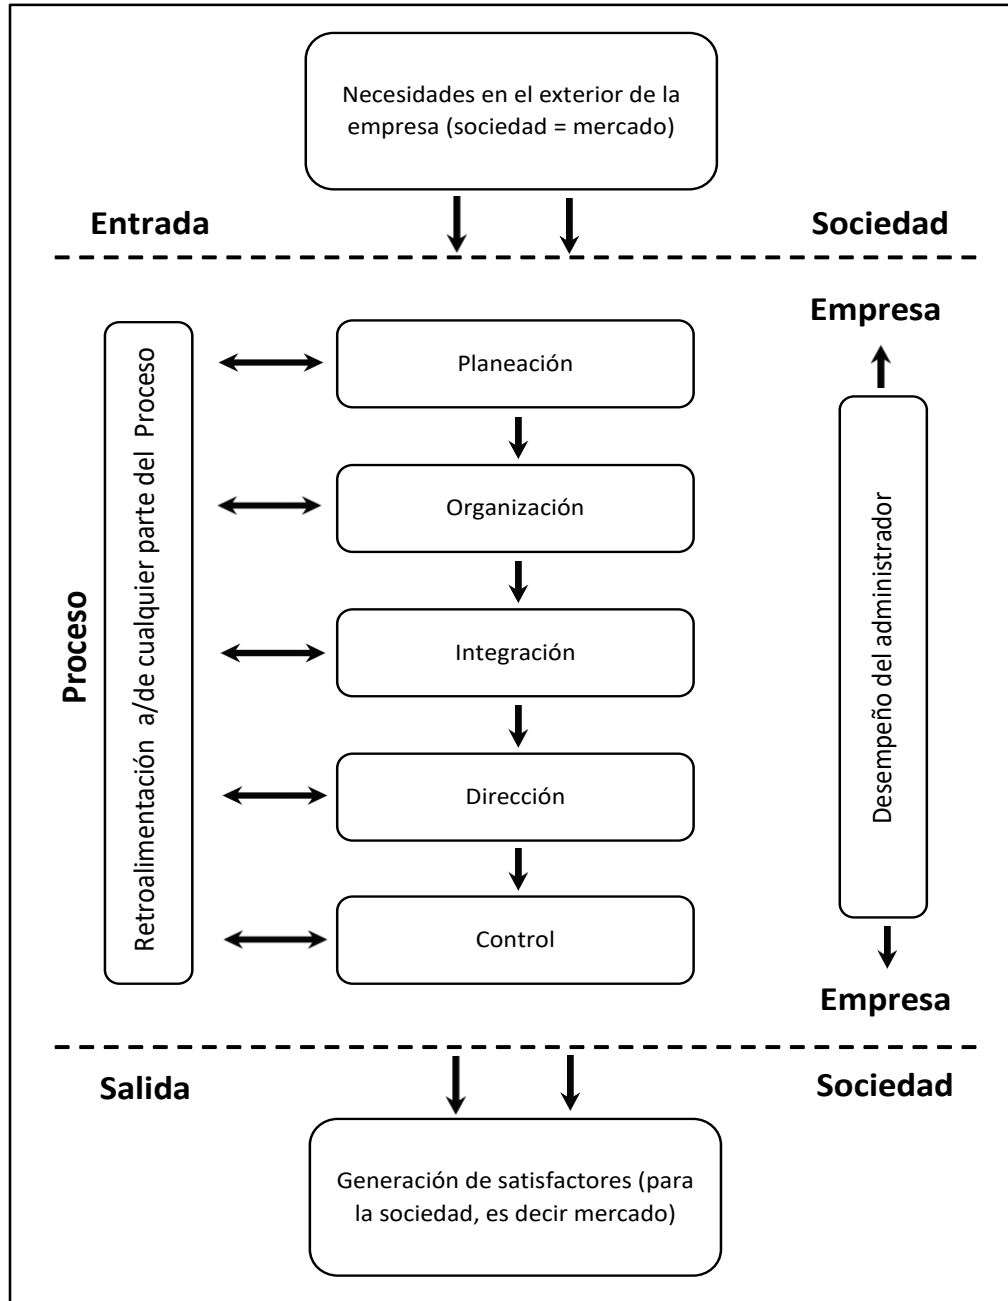 Necesidades en el exterior de la
empresa (sociedad = mercado)
Entrada
Sociedad
Empresa
Proceso
Retroalimentación a/de cualquier parte del Proceso
Planeación
Organización
Integración
Dirección
Control
Desempeño del administrador
Empresa
Salida
Sociedad
Generación de satisfactores (para
la sociedad, es decir mercado)